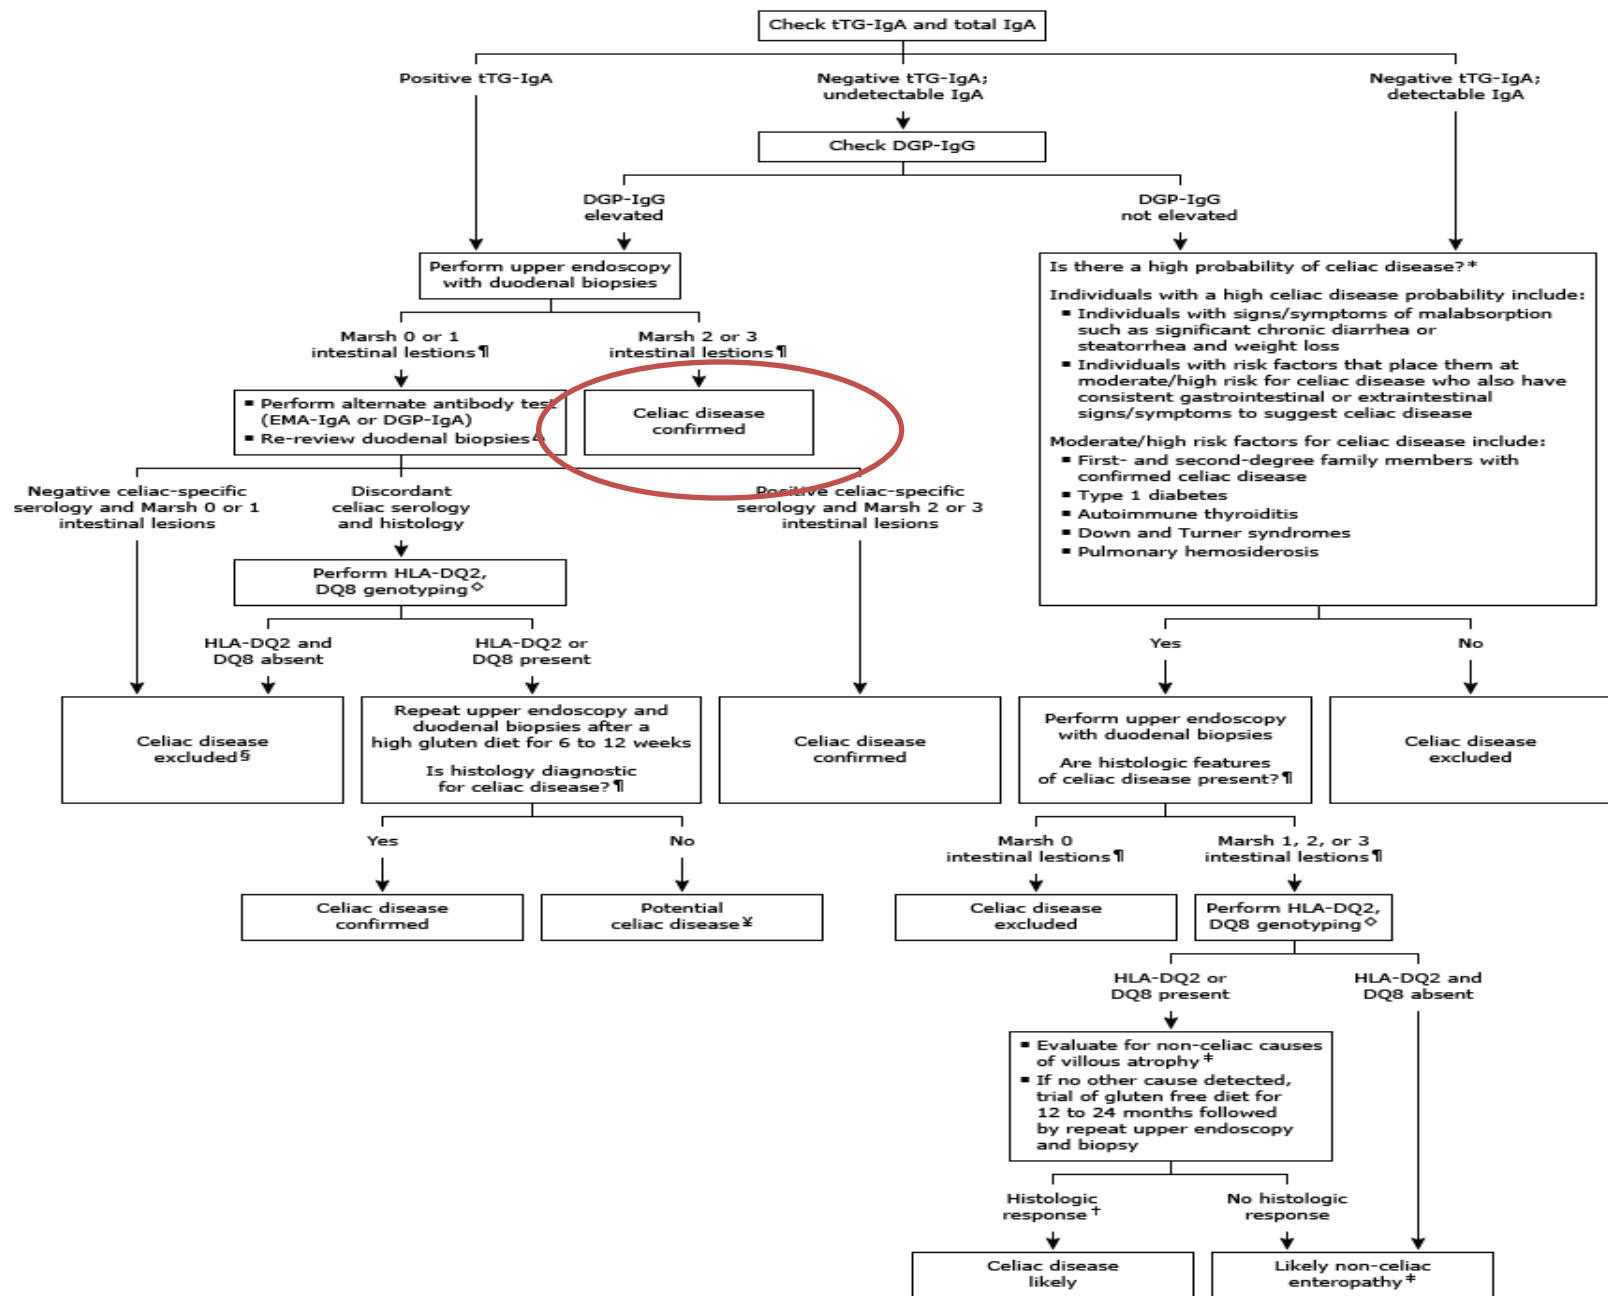 Check tTG-IgA and total IgA
Positive tTG-IgA
Negative tTG-IgA;
undetectable IgA
Negative tTG-IgA;
detectable IgA
Check DGP-IgG
DGP-IgG
elevated
DGP-IgG
not elevated
Perform upper endoscopy
with duodenal biopsies
Is there a high probability of celiac disease?*
Individuals with a high celiac disease probability include:
▪ Individuals with signs/symptoms of malabsorption
such as significant chronic diarrhea or
steatorrhea and weight loss
▪ Individuals with risk factors that place them at
moderate/high risk for celiac disease who also have
consistent gastrointestinal or extraintestinal
signs/symptoms to suggest celiac disease
Moderate/high risk factors for celiac disease include:
▪ First- and second-degree family members with
confirmed celiac disease
▪ Type 1 diabetes
▪ Autoimmune thyroiditis
▪ Down and Turner syndromes
▪ Pulmonary hemosiderosis
Marsh 0 or 1
intestinal lesions¶
Marsh 2 or 3
intestinal lesions¶
▪ Perform alternate antibody test
(EMA-IgA or DGP-IgA)
▪ Re-review duodenal biopsies
Celiac disease
confirmed
Negative celiac-specific
serology and Marsh 0 or 1
intestinal lesions
Discordant
celiac serology
and histology
Positive celiac-specific
serology and Marsh 2 or 3
intestinal lesions
Perform HLA-DQ2,
DQ8 genotyping◇
HLA-DQ2 and
DQ8 absent
HLA-DQ2 or
DQ8 present
Yes
No
Celiac disease
excluded§
Repeat upper endoscopy and
duodenal biopsies after a
high gluten diet for 6 to 12 weeks
Is histology diagnostic
for celiac disease?¶
Celiac disease
confirmed
Perform upper endoscopy
with duodenal biopsies
Are histologic features
of celiac disease present?¶
Celiac disease
excluded
Yes
No
Marsh 0
intestinal lestions¶
Marsh 1, 2, or 3
intestinal lestions¶
Celiac disease
confirmed
Potential
celiac disease¥
Celiac disease
excluded
Perform HLA-DQ2,
DQ8 genotyping◇
HLA-DQ2 or
DQ8 present
HLA-DQ2 and
DQ8 absent
▪ Evaluate for non-celiac causes
of villous atrophy‡
▪ If no other cause detected,
trial of gluten free diet for
12 to 24 months followed
by repeat upper endoscopy
and biopsy
Histologic
response†
No histologic
response
Celiac disease
likely
Likely non-celiac
enteropathy‡